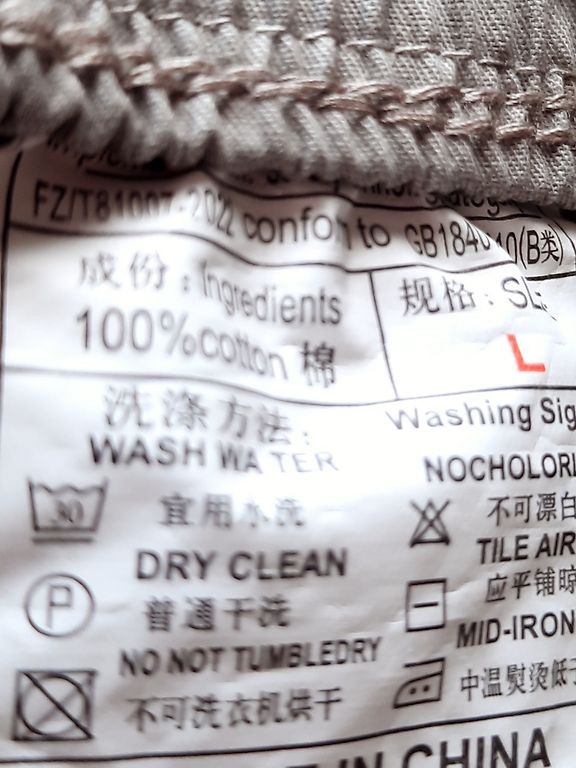 FZ/T81007-2022 conform to GB18401-2010(B类)
成份：Ingredients
100%cotton 棉
规格：
L
洗涤方法：
Washing Sig
WASH WATER
30 宜用水洗
DRY CLEAN
P 普通干洗
NO NOT TUMBLEDRY
不可洗衣机烘干
NOCHOLORI
不可漂白
TILE AIR
应平铺晾
MID-IRON
中温熨烫低于
CHINA